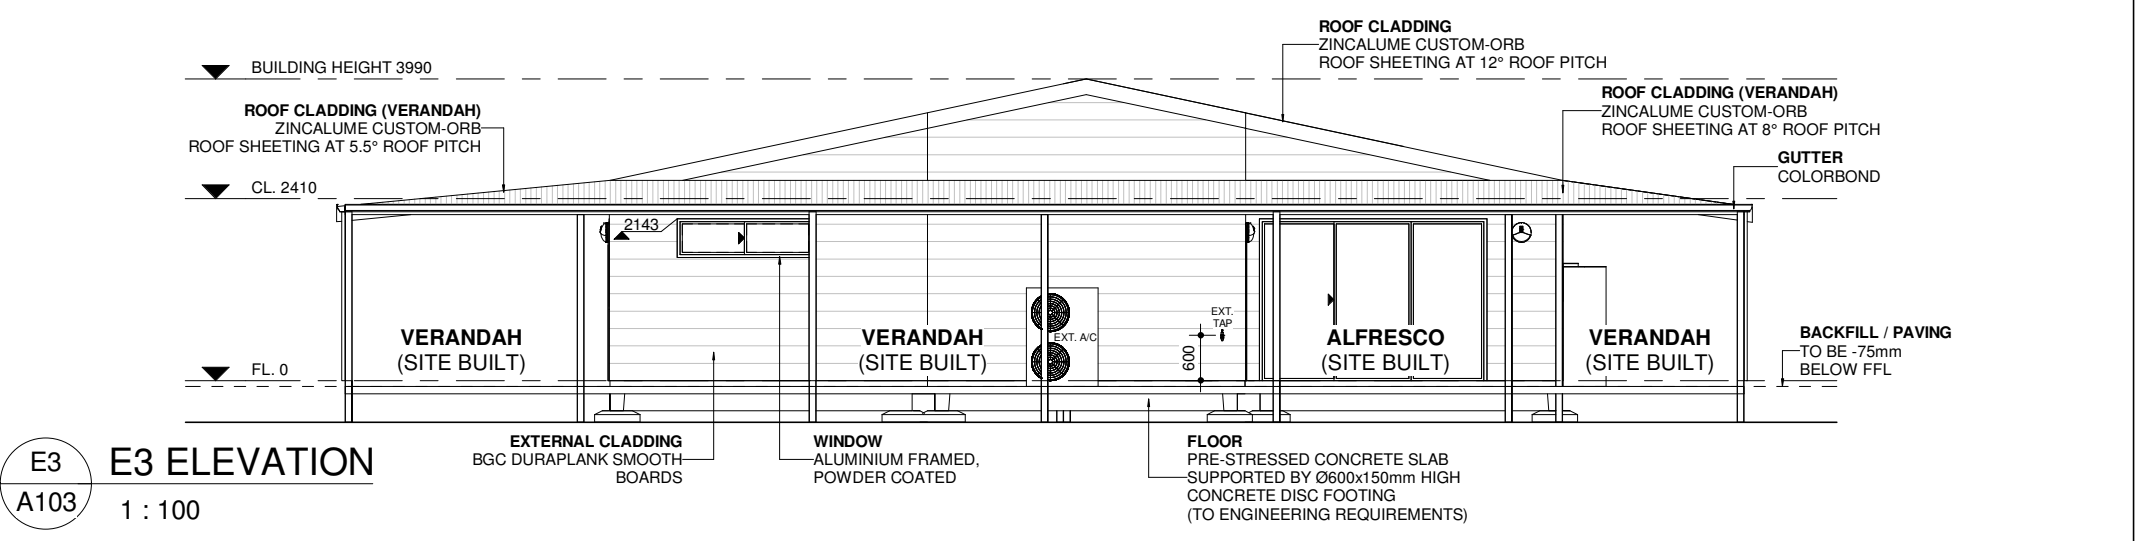 ROOF CLADDING
ZINCALUME CUSTOM-ORB
ROOF SHEETING AT 12° ROOF PITCH
BUILDING HEIGHT 3990
ROOF CLADDING (VERANDAH)
ZINCALUME CUSTOM-ORB
ROOF SHEETING AT 5.5° ROOF PITCH
ROOF CLADDING (VERANDAH)
ZINCALUME CUSTOM-ORB
ROOF SHEETING AT 8° ROOF PITCH
GUTTER
COLORBOND
CL. 2410
2143
EXT.
TAP
EXT. A/C
600
VERANDAH
(SITE BUILT)
VERANDAH
(SITE BUILT)
ALFRESCO
(SITE BUILT)
VERANDAH
(SITE BUILT)
BACKFILL / PAVING
TO BE -75mm
BELOW FFL
FL. 0
EXTERNAL CLADDING
BGC DURAPLANK SMOOTH
BOARDS
WINDOW
ALUMINIUM FRAMED,
POWDER COATED
FLOOR
PRE-STRESSED CONCRETE SLAB
SUPPORTED BY Ø600x150mm HIGH
CONCRETE DISC FOOTING
(TO ENGINEERING REQUIREMENTS)
E3
A103
E3 ELEVATION
1 : 100